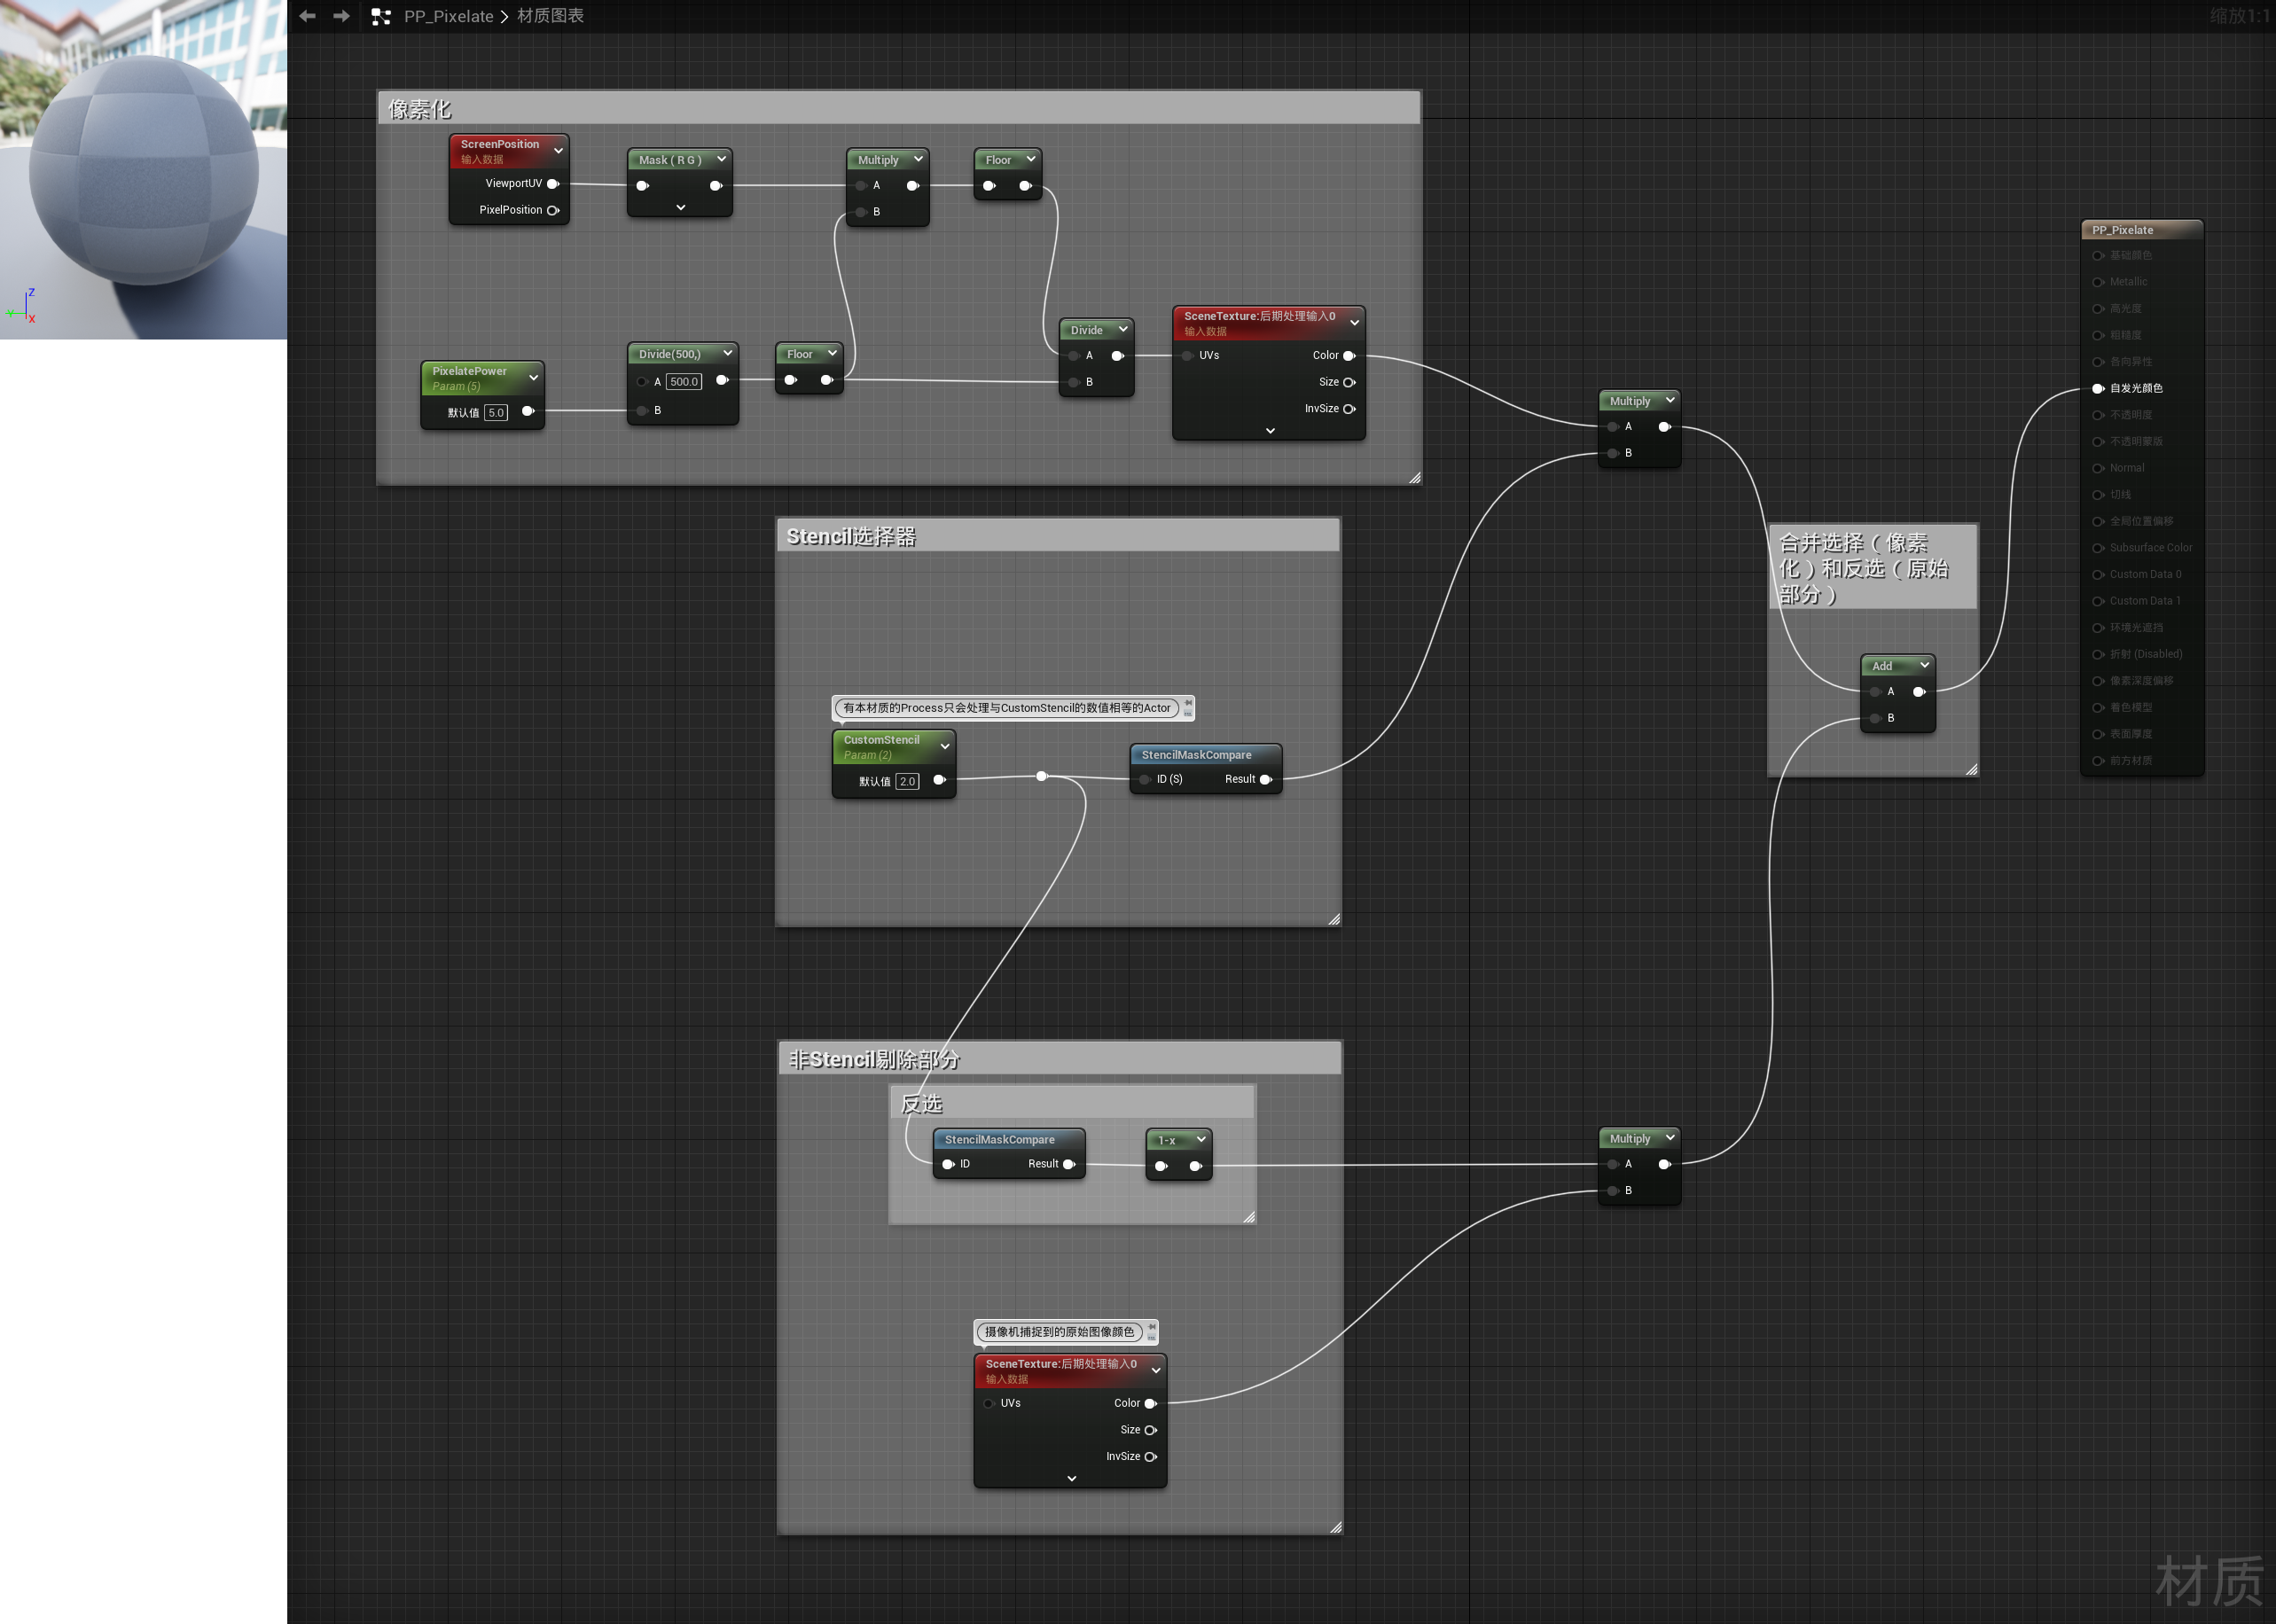 PP_Pixelate > 材质图表
缩放1:1
像素化
ScreenPosition
输入数据
ViewportUV
PixelPosition
Mask ( R G )
Multiply
A
B
Floor
PixelatePower
Param (5)
默认值 5.0
Divide(500,)
A 500.0
B
Floor
Divide
A
B
SceneTexture:后期处理输入0
输入数据
UVs
Color
Size
InvSize
Multiply
A
B
Stencil选择器
有本材质的Process只会处理与CustomStencil的数值相等的Actor
CustomStencil
Param (2)
默认值 2.0
StencilMaskCompare
ID (S)
Result
合并选择（像素
化）和反选（原始
部分）
Add
A
B
PP_Pixelate
基础颜色
Metallic
高光度
粗糙度
各向异性
自发光颜色
不透明度
不透明蒙版
Normal
切线
全局位置偏移
Subsurface Color
Custom Data 0
Custom Data 1
环境光遮挡
折射 (Disabled)
像素深度偏移
着色模型
表面厚度
前方材质
非Stencil剔除部分
反选
StencilMaskCompare
ID
Result
1-x
Multiply
A
B
摄像机捕捉到的原始图像颜色
SceneTexture:后期处理输入0
输入数据
UVs
Color
Size
InvSize
Z
Y
X
材质